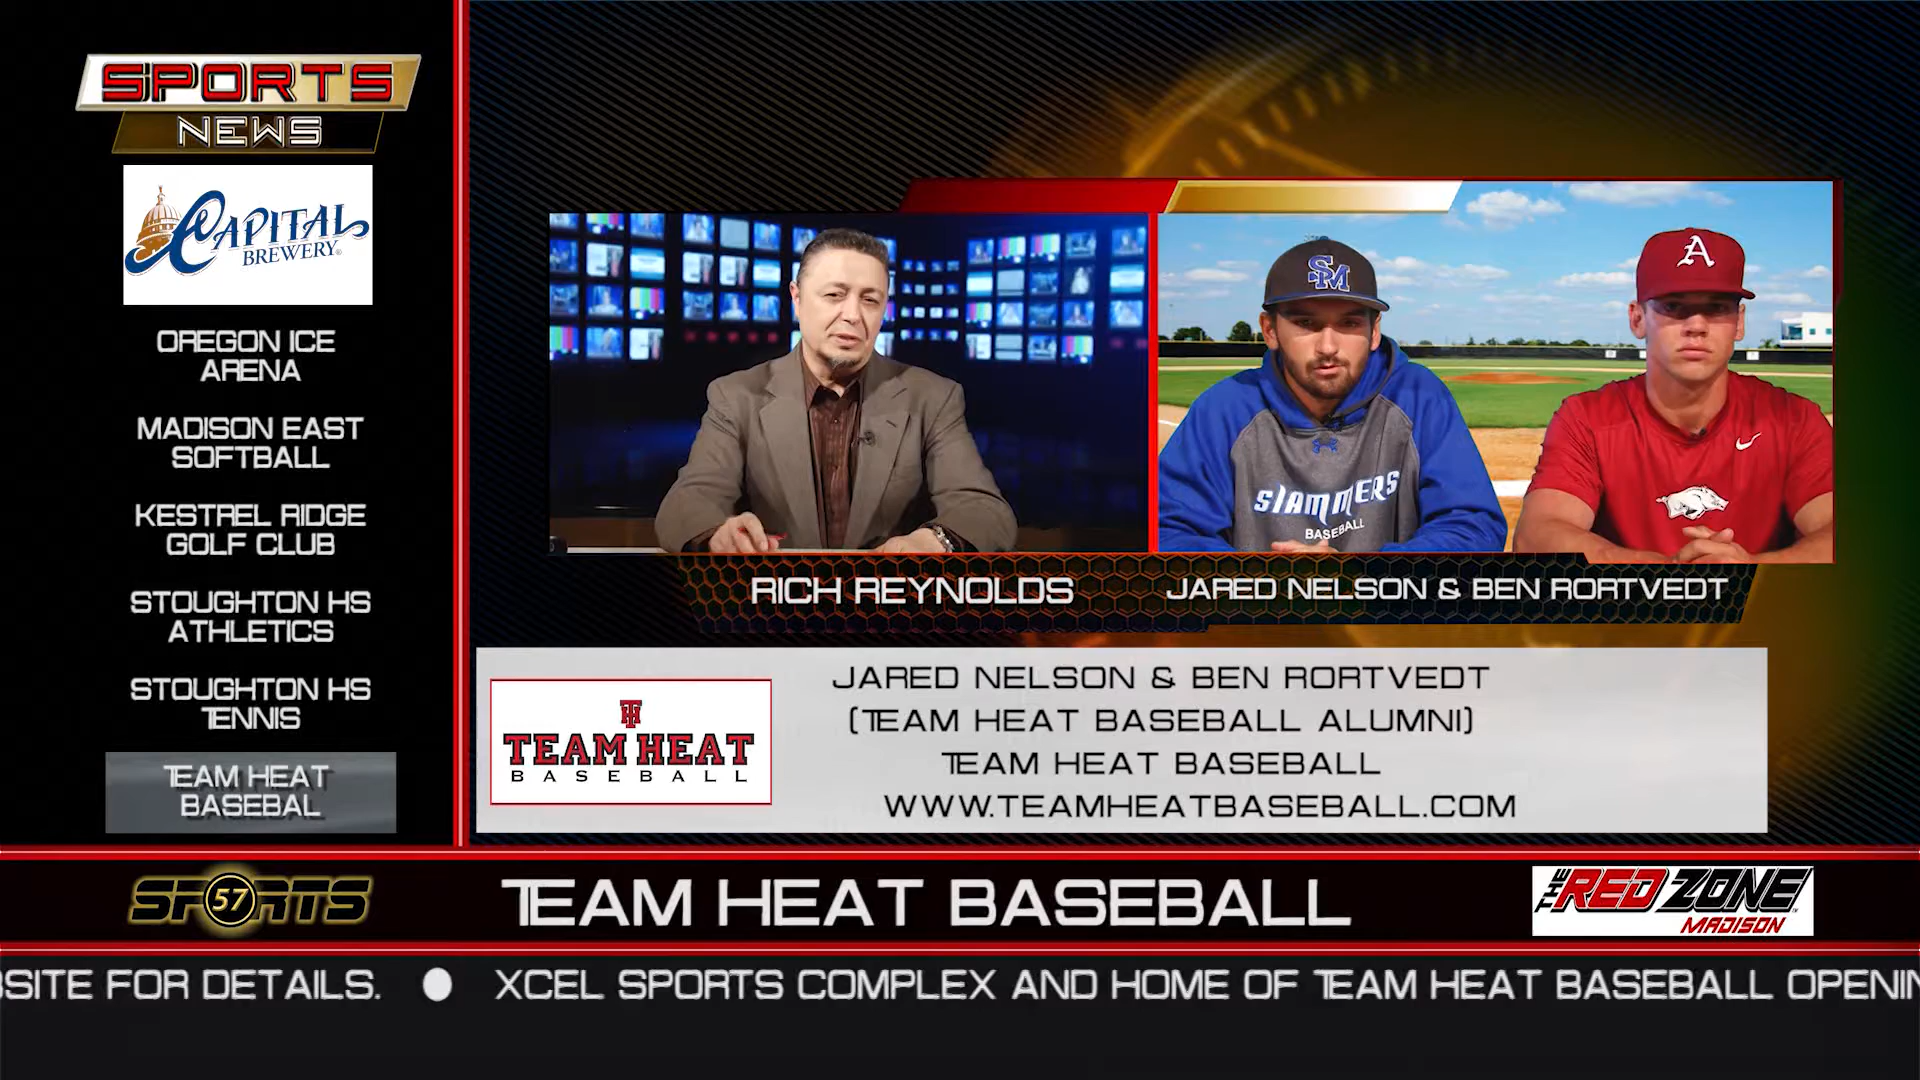 SPORTS
NEWS
CAPITAL
BREWERY®
OREGON ICE
ARENA
MADISON EAST
SOFTBALL
KESTREL RIDGE
GOLF CLUB
STOUGHTON HS
ATHLETICS
STOUGHTON HS
TENNIS
TEAM HEAT
BASEBAL
SM
A
SLAMMERS
BASEBALL
RICH REYNOLDS
JARED NELSON & BEN RORTVEDT
TH
TEAM HEAT
BASEBALL
JARED NELSON & BEN RORTVEDT
(TEAM HEAT BASEBALL ALUMNI)
TEAM HEAT BASEBALL
WWW.TEAMHEATBASEBALL.COM
SPORTS
57
TEAM HEAT BASEBALL
THE RED ZONE
MADISON
SITE FOR DETAILS. ● XCEL SPORTS COMPLEX AND HOME OF TEAM HEAT BASEBALL OPENIN